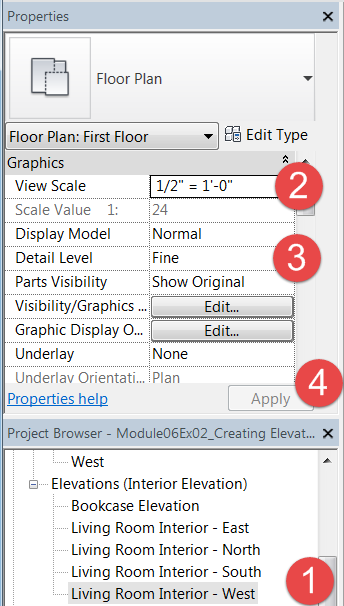 Properties
Floor Plan
Floor Plan: First Floor Edit Type
Graphics
View Scale 1/2" = 1'-0" 2
Scale Value 1: 24
Display Model Normal
Detail Level Fine 3
Parts Visibility Show Original
Visibility/Graphics ... Edit...
Graphic Display O... Edit...
Underlay None
Underlay Orientati... Plan
Properties help Apply 4
Project Browser - Module06Ex02_Creating Elevat...
West
Elevations (Interior Elevation)
Bookcase Elevation
Living Room Interior - East
Living Room Interior - North
Living Room Interior - South
Living Room Interior - West 1